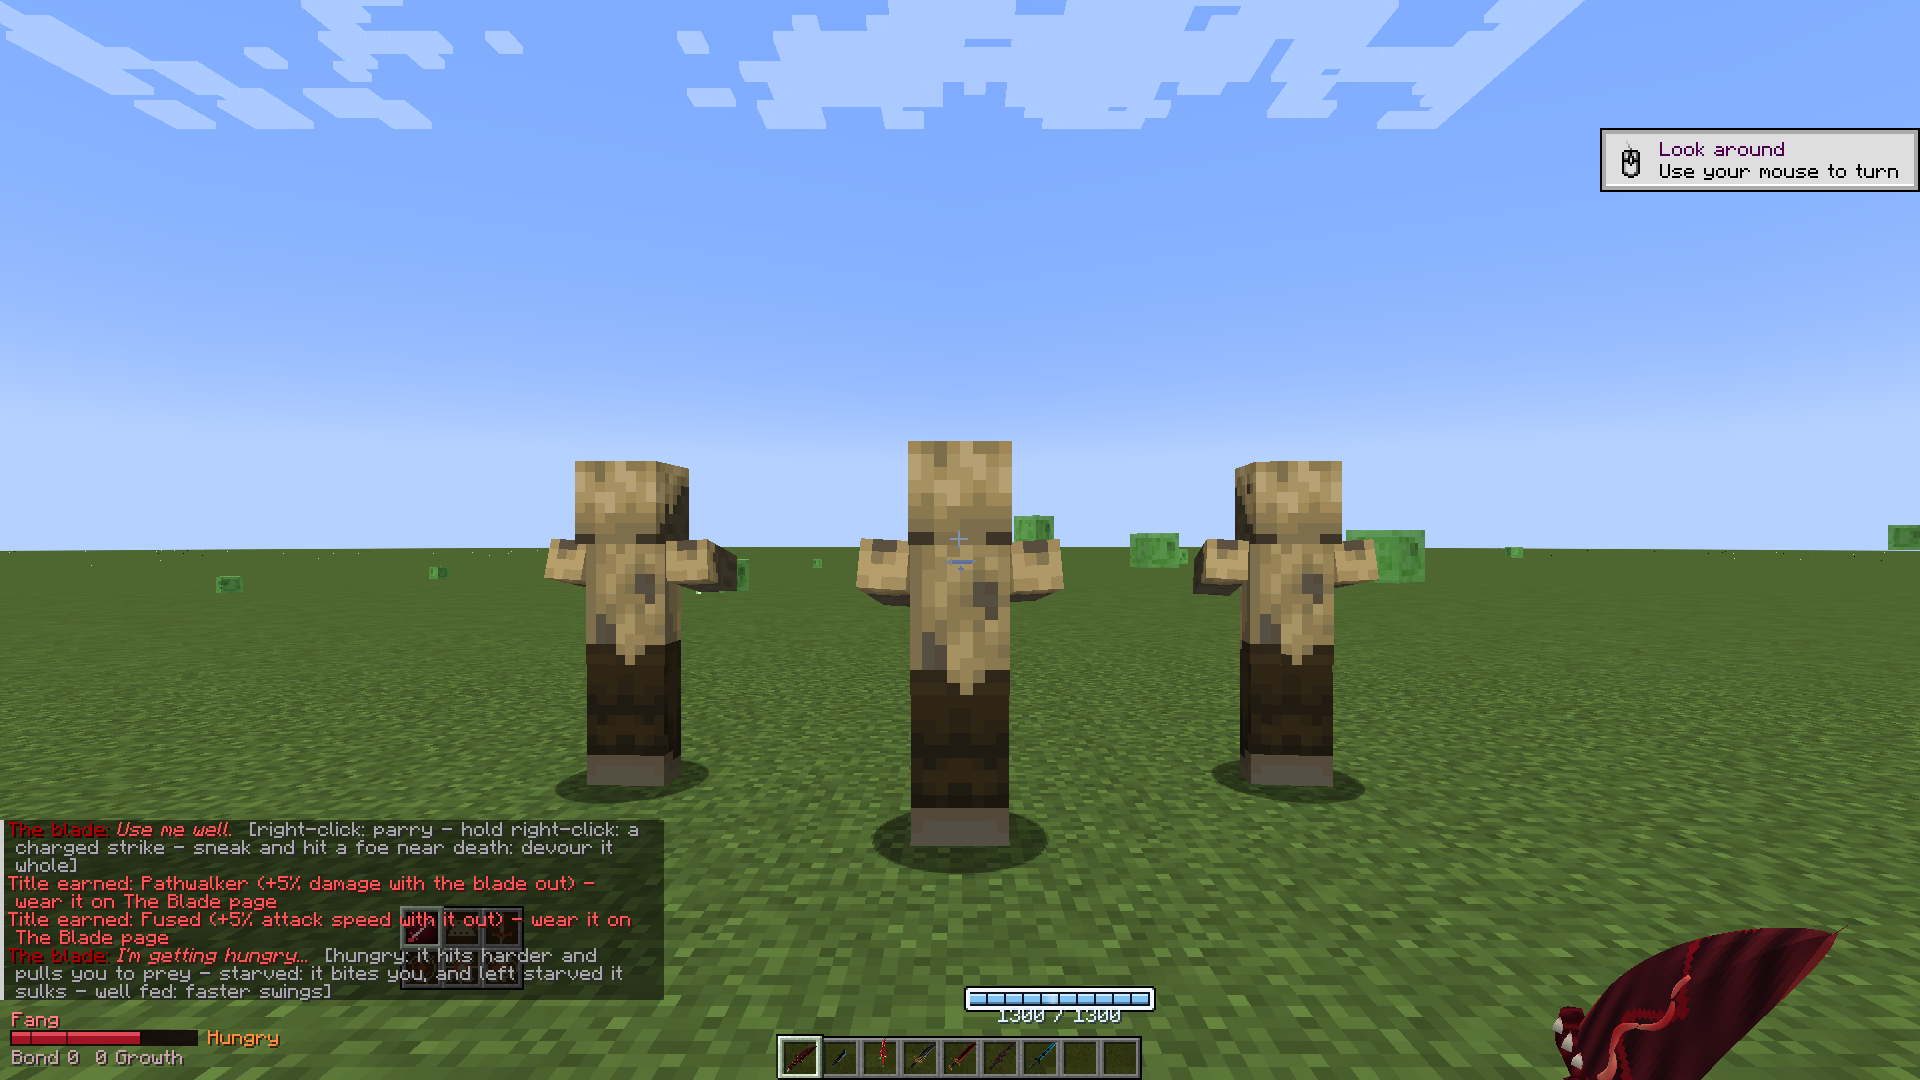 Look around
Use your mouse to turn
The blade: Use me well. [right-click: parry - hold right-click: a
charged strike - sneak and hit a foe near death: devour it
whole]
Title earned: Pathwalker (+5% damage with the blade out) -
wear it on The Blade page
Title earned: Fused (+5% attack speed with it out) - wear it on
The Blade page
The blade: I'm getting hungry... [hungry: it hits harder and
pulls you to prey - starved: it bites you, and left starved it
sulks - well fed: faster swings]
Fang
Hungry
Bond 0 0 Growth
1300 / 1300